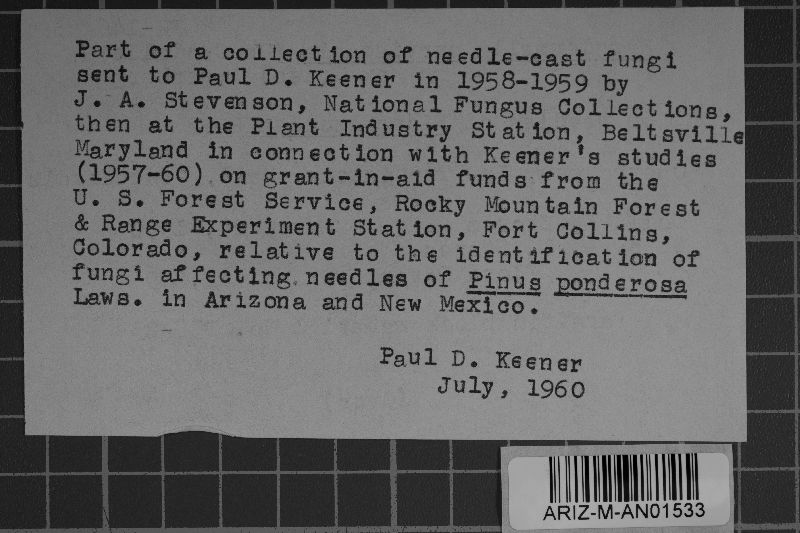 Part of a collection of needle-cast fungi
sent to Paul D. Keener in 1958-1959 by
J. A. Stevenson, National Fungus Collections,
then at the Plant Industry Station, Beltsville
Maryland in connection with Keener's studies
(1957-60) on grant-in-aid funds from the
U. S. Forest Service, Rocky Mountain Forest
& Range Experiment Station, Fort Collins,
Colorado, relative to the identification of
fungi affecting needles of Pinus ponderosa
Laws. in Arizona and New Mexico.
Paul D. Keener
July, 1960
ARIZ-M-AN01533